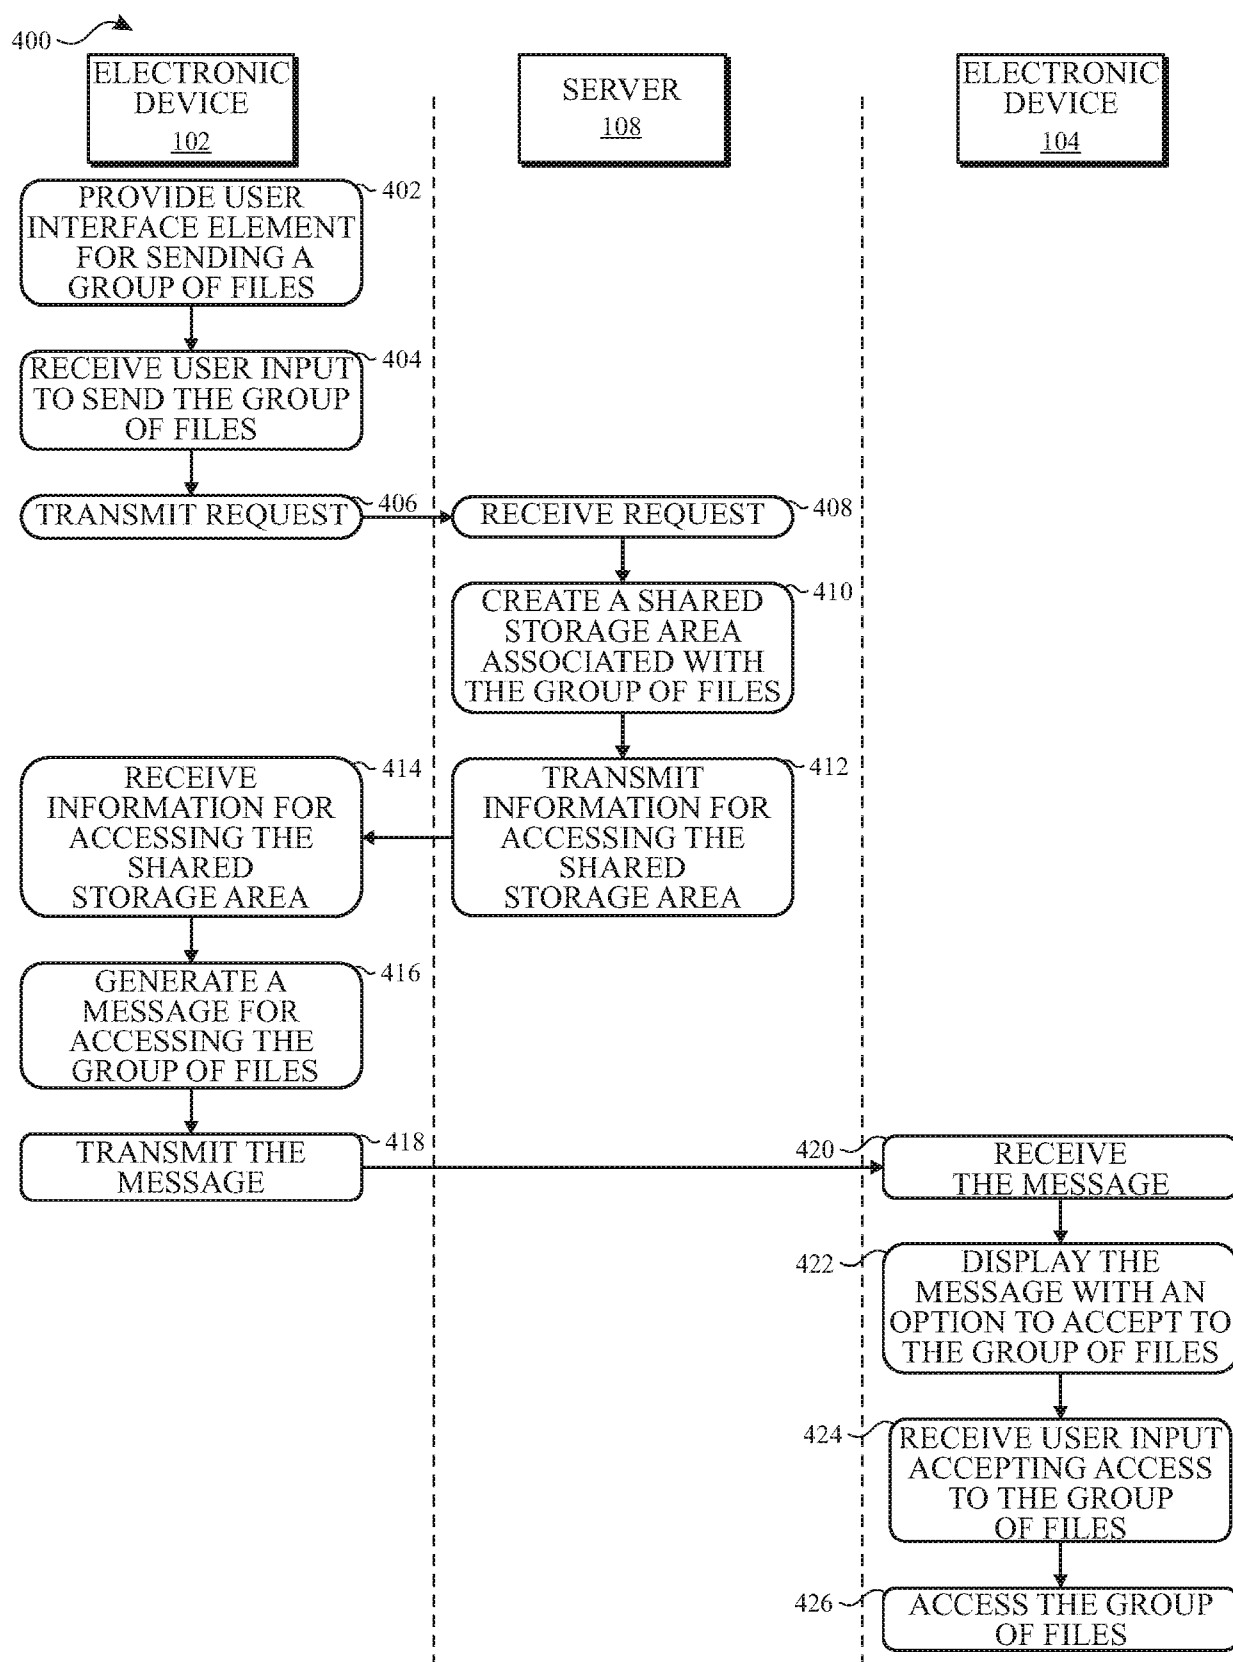 400
ELECTRONIC
DEVICE
102
SERVER
108
ELECTRONIC
DEVICE
104
402
PROVIDE USER
INTERFACE ELEMENT
FOR SENDING A
GROUP OF FILES
404
RECEIVE USER INPUT
TO SEND THE GROUP
OF FILES
406
TRANSMIT REQUEST
408
RECEIVE REQUEST
410
CREATE A SHARED
STORAGE AREA
ASSOCIATED WITH
THE GROUP OF FILES
412
TRANSMIT
INFORMATION FOR
ACCESSING THE
SHARED
STORAGE AREA
414
RECEIVE
INFORMATION FOR
ACCESSING THE
SHARED
STORAGE AREA
416
GENERATE A
MESSAGE FOR
ACCESSING THE
GROUP OF FILES
418
TRANSMIT THE
MESSAGE
420
RECEIVE
THE MESSAGE
422
DISPLAY THE
MESSAGE WITH AN
OPTION TO ACCEPT TO
THE GROUP OF FILES
424
RECEIVE USER INPUT
ACCEPTING ACCESS
TO THE GROUP
OF FILES
426
ACCESS THE GROUP
OF FILES